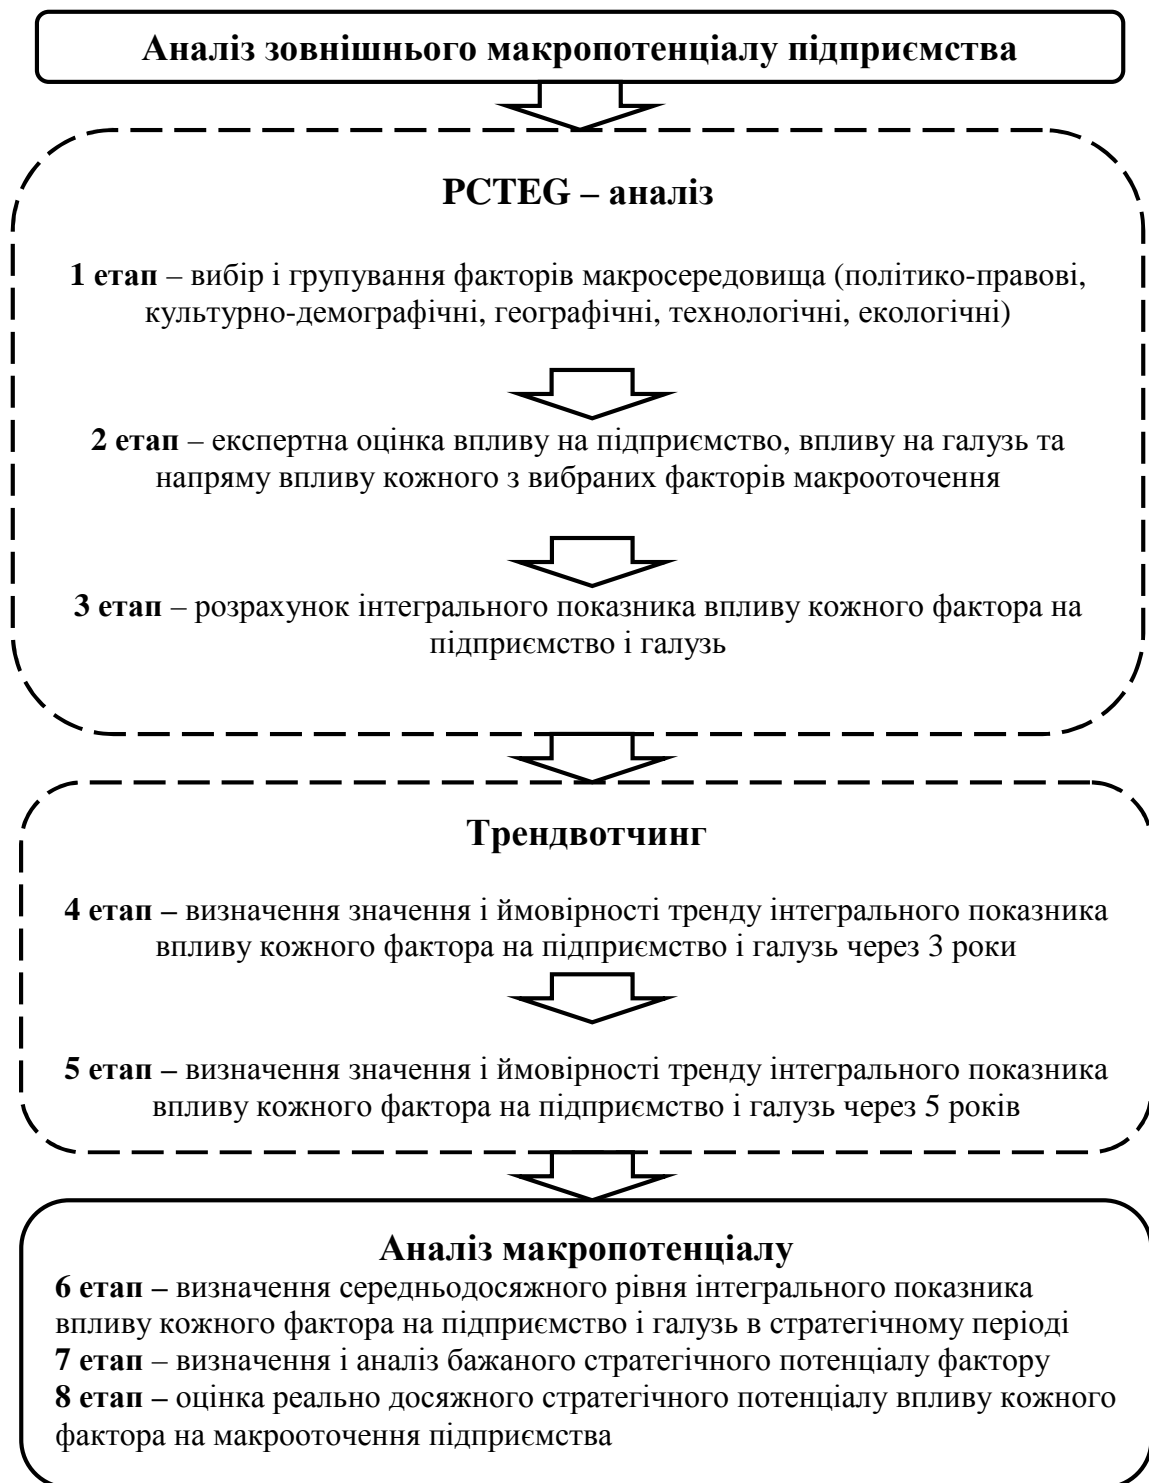 Аналіз зовнішнього макропотенціалу підприємства
PCTEG – аналіз
1 етап – вибір і групування факторів макросередовища (політико-правові,
культурно-демографічні, географічні, технологічні, екологічні)
2 етап – експертна оцінка впливу на підприємство, впливу на галузь та
напряму впливу кожного з вибраних факторів макрооточення
3 етап – розрахунок інтегрального показника впливу кожного фактора на
підприємство і галузь
Трендвотчинг
4 етап – визначення значення і ймовірності тренду інтегрального показника
впливу кожного фактора на підприємство і галузь через 3 роки
5 етап – визначення значення і ймовірності тренду інтегрального показника
впливу кожного фактора на підприємство і галузь через 5 років
Аналіз макропотенціалу
6 етап – визначення середньодосяжного рівня інтегрального показника
впливу кожного фактора на підприємство і галузь в стратегічному періоді
7 етап – визначення і аналіз бажаного стратегічного потенціалу фактору
8 етап – оцінка реально досяжного стратегічного потенціалу впливу кожного
фактора на макрооточення підприємства